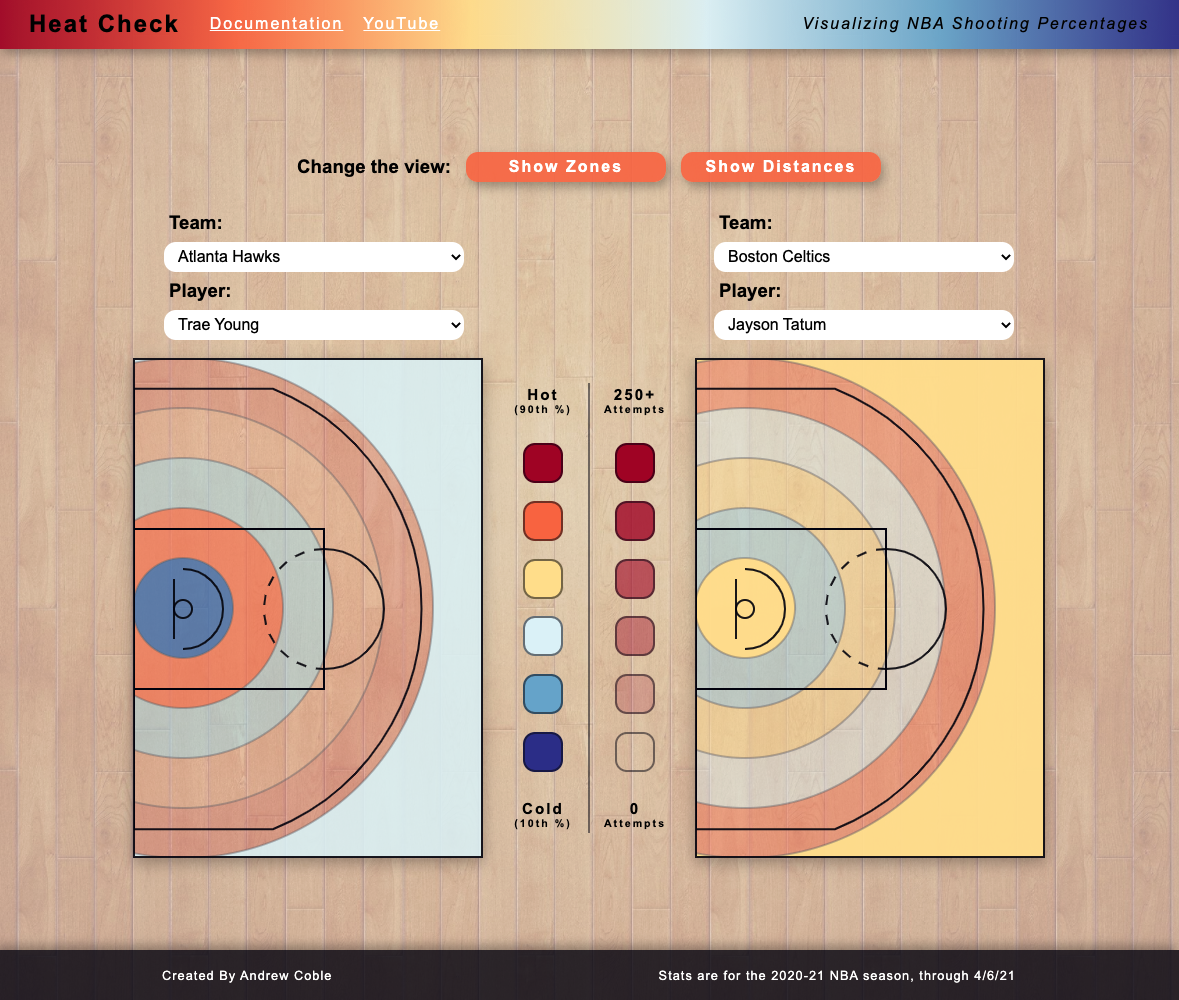 Heat Check
Documentation
YouTube
Visualizing NBA Shooting Percentages
Change the view:
Show Zones
Show Distances
Team:
Atlanta Hawks
Player:
Trae Young
Team:
Boston Celtics
Player:
Jayson Tatum
Hot
(90th %)
250+
Attempts
Cold
(10th %)
0
Attempts
Created By Andrew Coble
Stats are for the 2020-21 NBA season, through 4/6/21